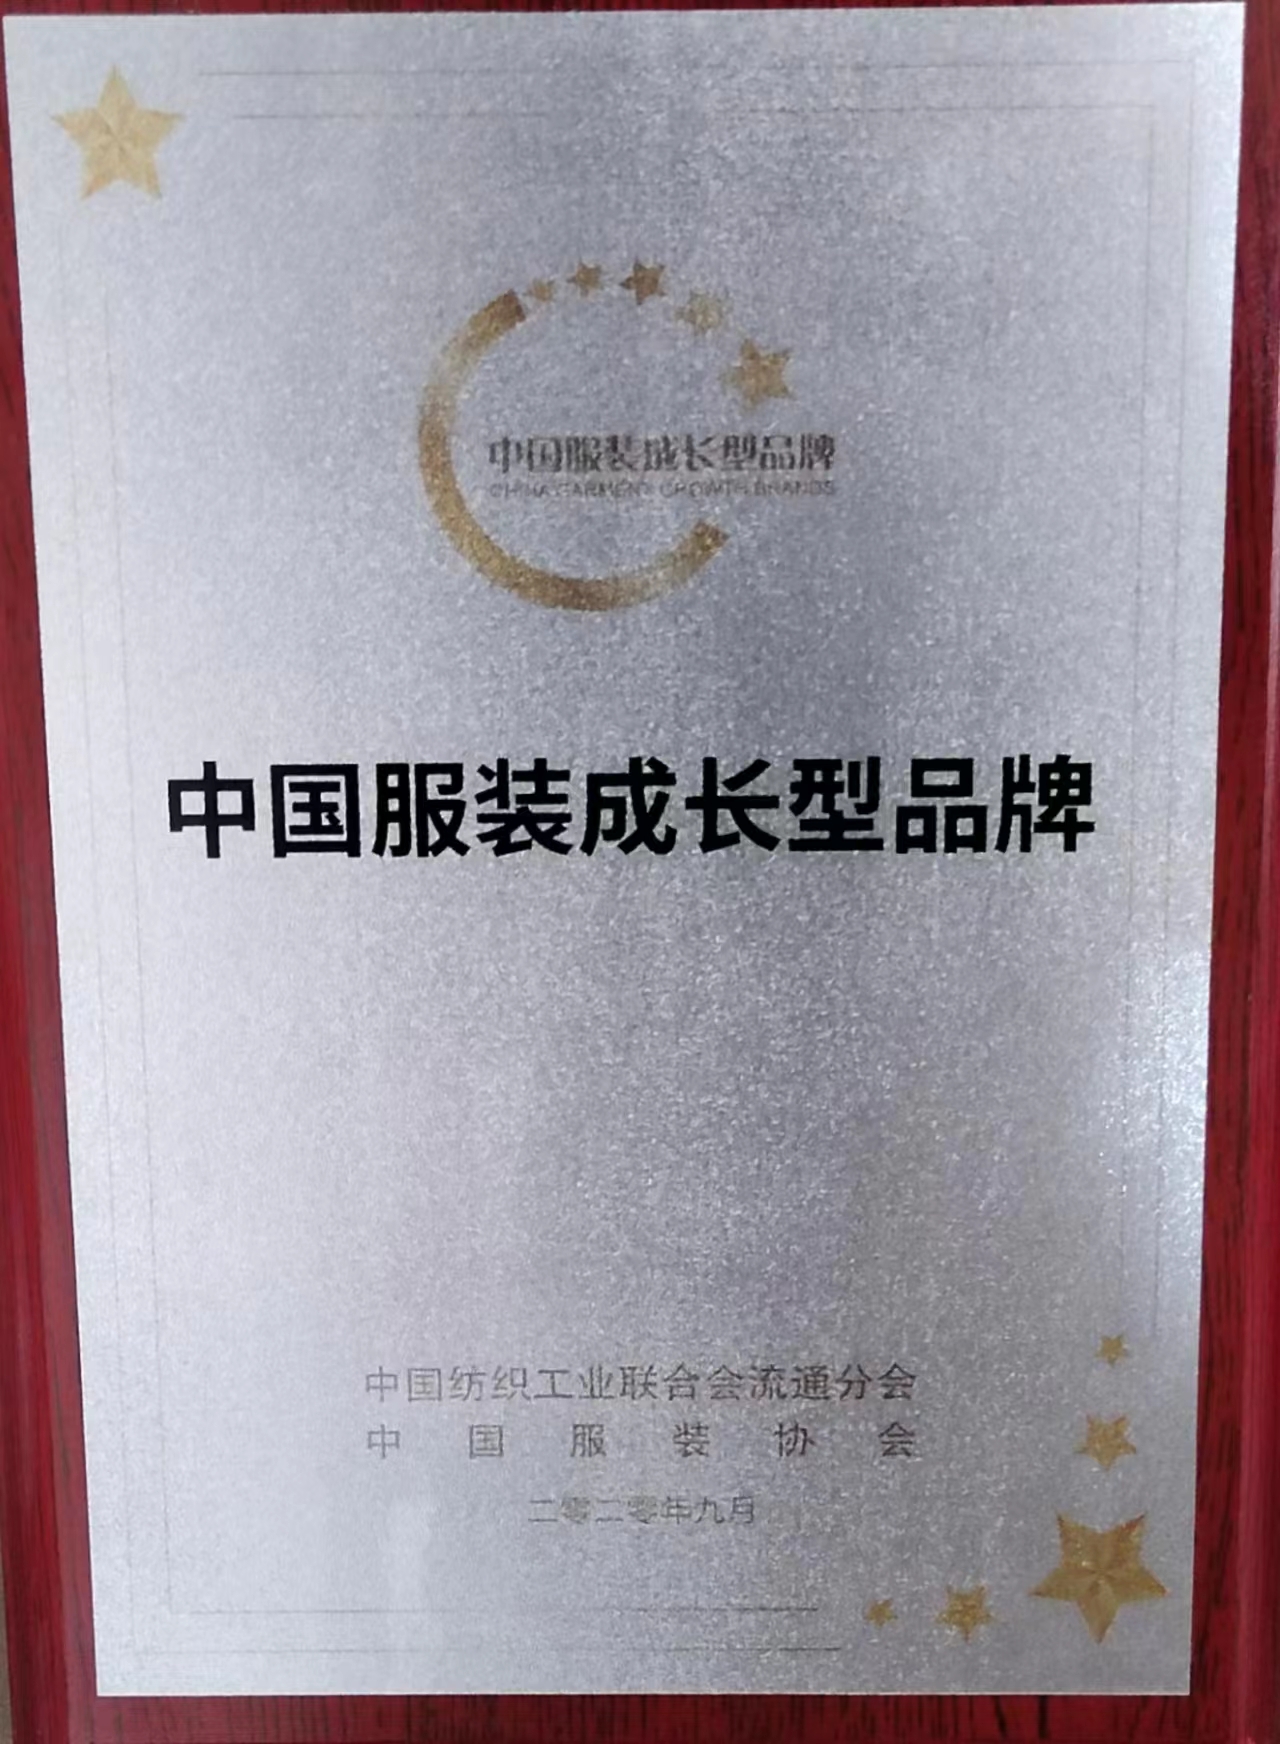 中国服装成长型品牌
CHINA GARMENT GROWTH BRANDS
中国服装成长型品牌
中国纺织工业联合会流通分会
中国服装协会
二零二零年九月